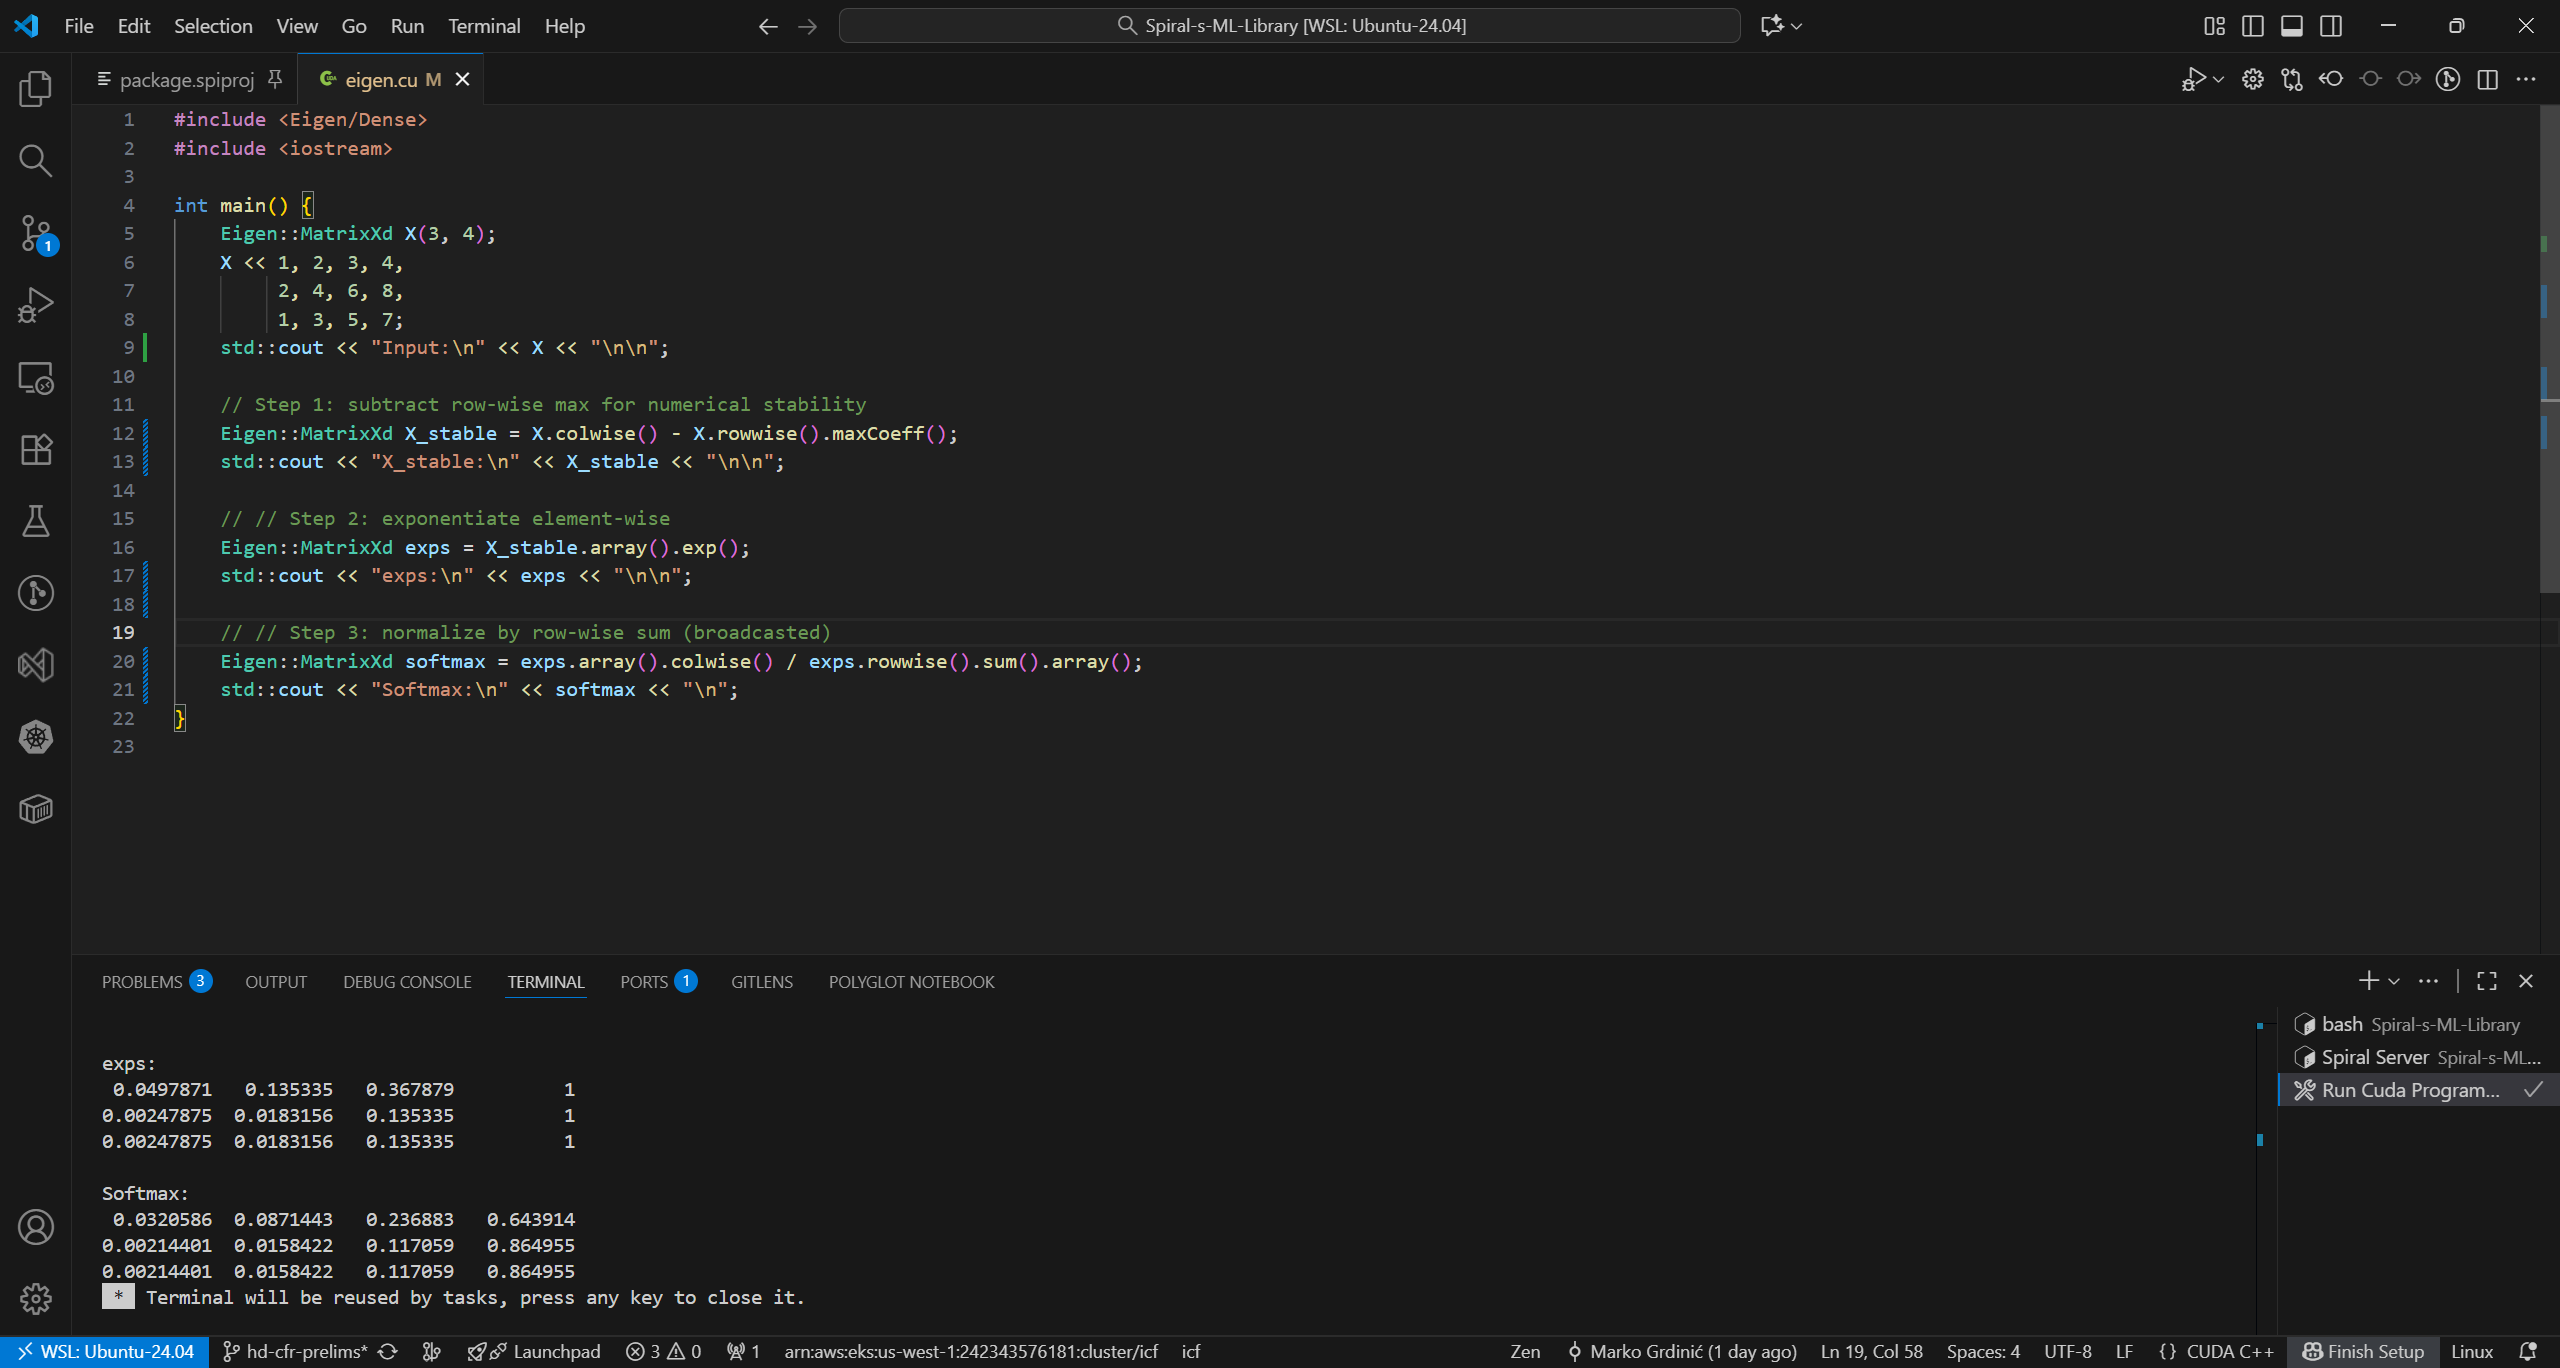 File Edit Selection View Go Run Terminal Help
Spiral-s-ML-Library [WSL: Ubuntu-24.04]
package.spiproj
eigen.cu M
1 #include <Eigen/Dense>
2 #include <iostream>
3
4 int main() {
5     Eigen::MatrixXd X(3, 4);
6     X << 1, 2, 3, 4,
7          2, 4, 6, 8,
8          1, 3, 5, 7;
9     std::cout << "Input:\n" << X << "\n\n";
10
11     // Step 1: subtract row-wise max for numerical stability
12     Eigen::MatrixXd X_stable = X.colwise() - X.rowwise().maxCoeff();
13     std::cout << "X_stable:\n" << X_stable << "\n\n";
14
15     // // Step 2: exponentiate element-wise
16     Eigen::MatrixXd exps = X_stable.array().exp();
17     std::cout << "exps:\n" << exps << "\n\n";
18
19     // // Step 3: normalize by row-wise sum (broadcasted)
20     Eigen::MatrixXd softmax = exps.array().colwise() / exps.rowwise().sum().array();
21     std::cout << "Softmax:\n" << softmax << "\n";
22 }
23
1
PROBLEMS 3 OUTPUT DEBUG CONSOLE TERMINAL PORTS 1 GITLENS POLYGLOT NOTEBOOK
exps:
0.0497871 0.135335 0.367879 1
0.00247875 0.0183156 0.135335 1
0.00247875 0.0183156 0.135335 1
Softmax:
0.0320586 0.0871443 0.236883 0.643914
0.00214401 0.0158422 0.117059 0.864955
0.00214401 0.0158422 0.117059 0.864955
* Terminal will be reused by tasks, press any key to close it.
bash Spiral-s-ML-Library
Spiral Server Spiral-s-ML...
Run Cuda Program...
WSL: Ubuntu-24.04 hd-cfr-prelims* Launchpad 3 0 1 arn:aws:eks:us-west-1:242343576181:cluster/icf icf Zen Marko Grdinić (1 day ago) Ln 19, Col 58 Spaces: 4 UTF-8 LF {} CUDA C++ Finish Setup Linux